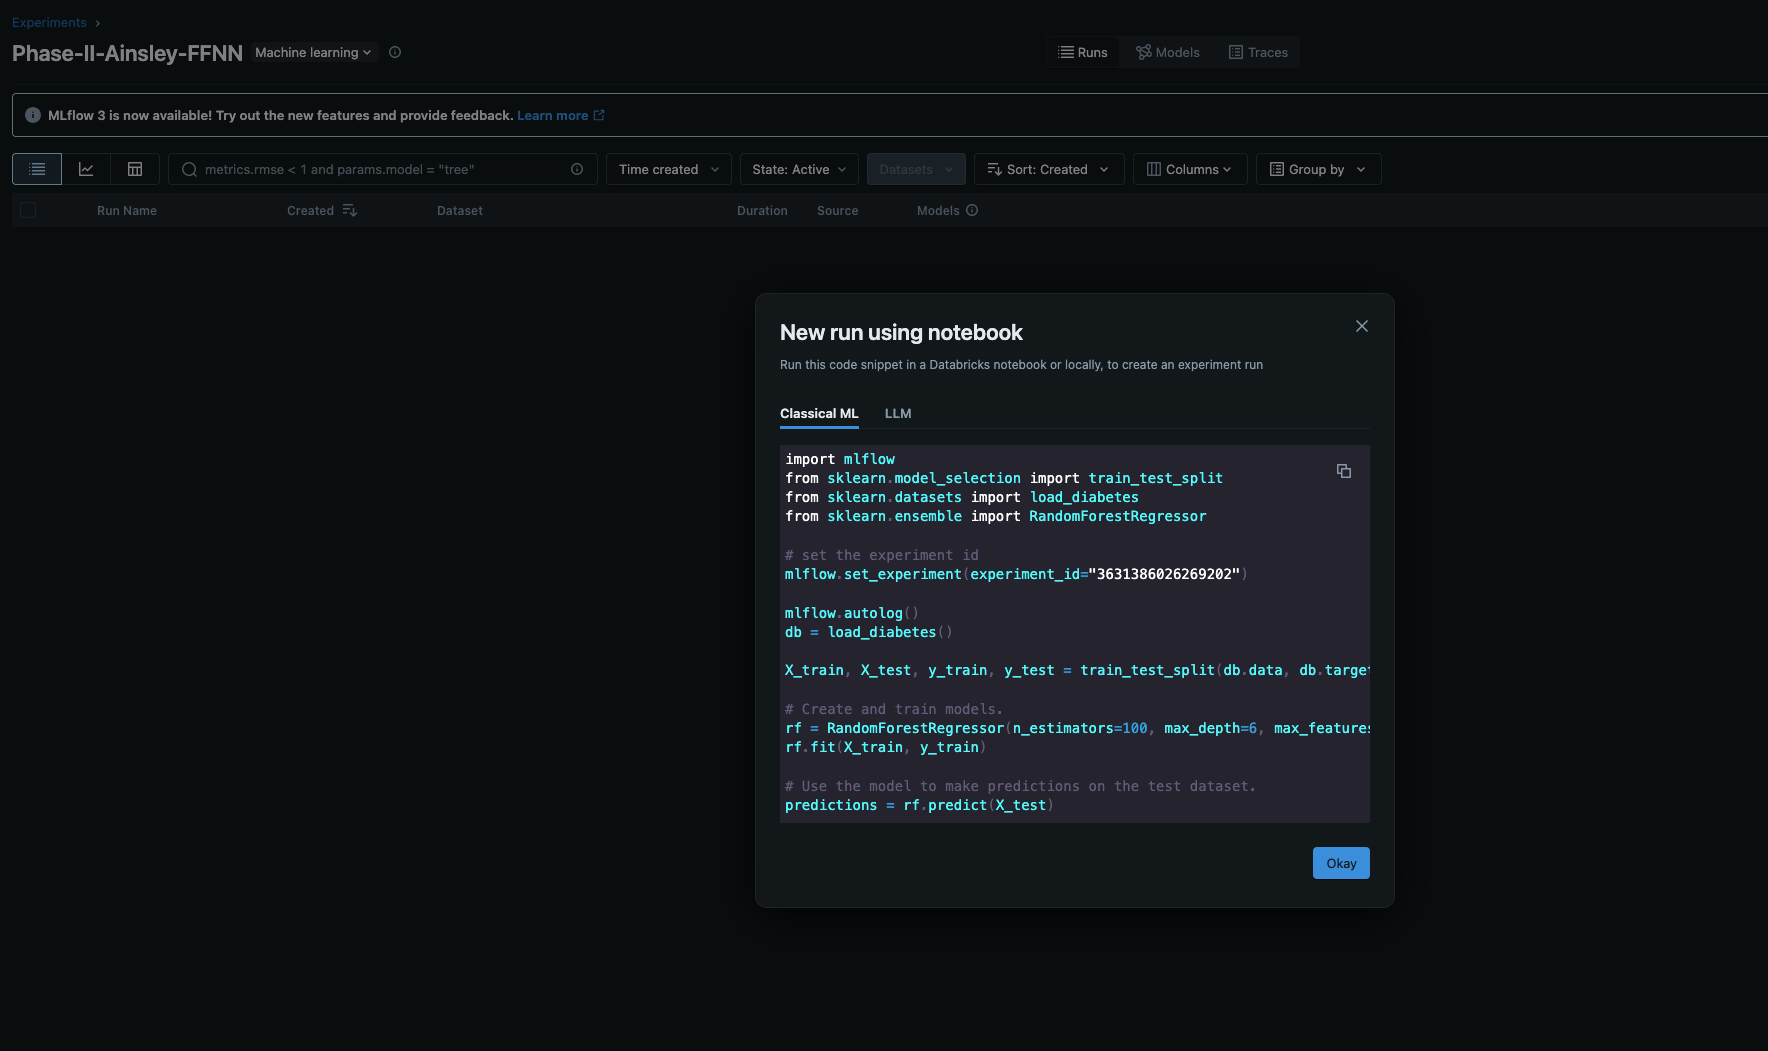 Experiments ›
Phase-II-Ainsley-FFNN Machine learning
Runs Models Traces
MLflow 3 is now available! Try out the new features and provide feedback. Learn more
metrics.rmse < 1 and params.model = "tree" Time created State: Active Datasets Sort: Created Columns Group by
Run Name Created Dataset Duration Source Models
New run using notebook
Run this code snippet in a Databricks notebook or locally, to create an experiment run
Classical ML LLM
import mlflow
from sklearn.model_selection import train_test_split
from sklearn.datasets import load_diabetes
from sklearn.ensemble import RandomForestRegressor
# set the experiment id
mlflow.set_experiment(experiment_id="3631386026269202")
mlflow.autolog()
db = load_diabetes()
X_train, X_test, y_train, y_test = train_test_split(db.data, db.target
# Create and train models.
rf = RandomForestRegressor(n_estimators=100, max_depth=6, max_features
rf.fit(X_train, y_train)
# Use the model to make predictions on the test dataset.
predictions = rf.predict(X_test)
Okay